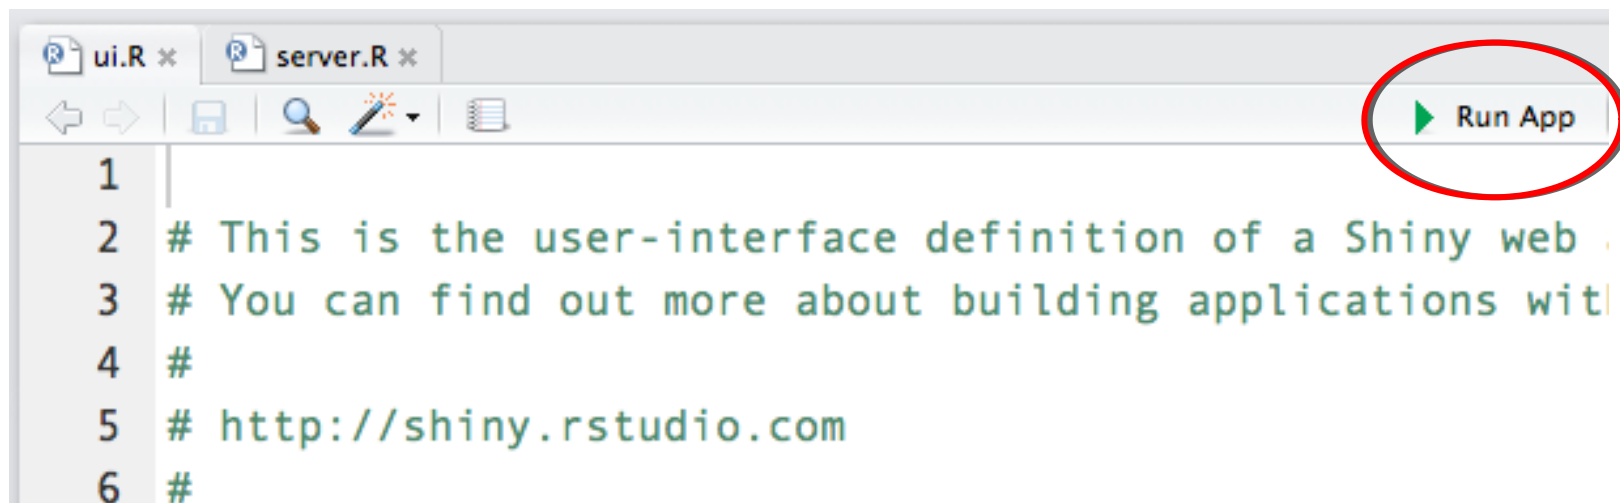 ui.R server.R
Run App
1
2 # This is the user-interface definition of a Shiny web
3 # You can find out more about building applications
4 #
5 # http://shiny.rstudio.com
6 #